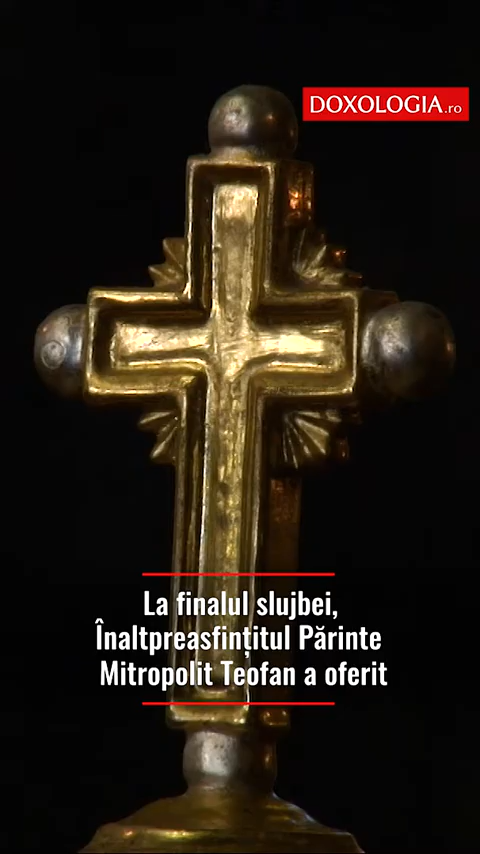 DOXOLOGIA.ro
La finalul slujbei,
Înaltpreasfințitul Părinte
Mitropolit Teofan a oferit